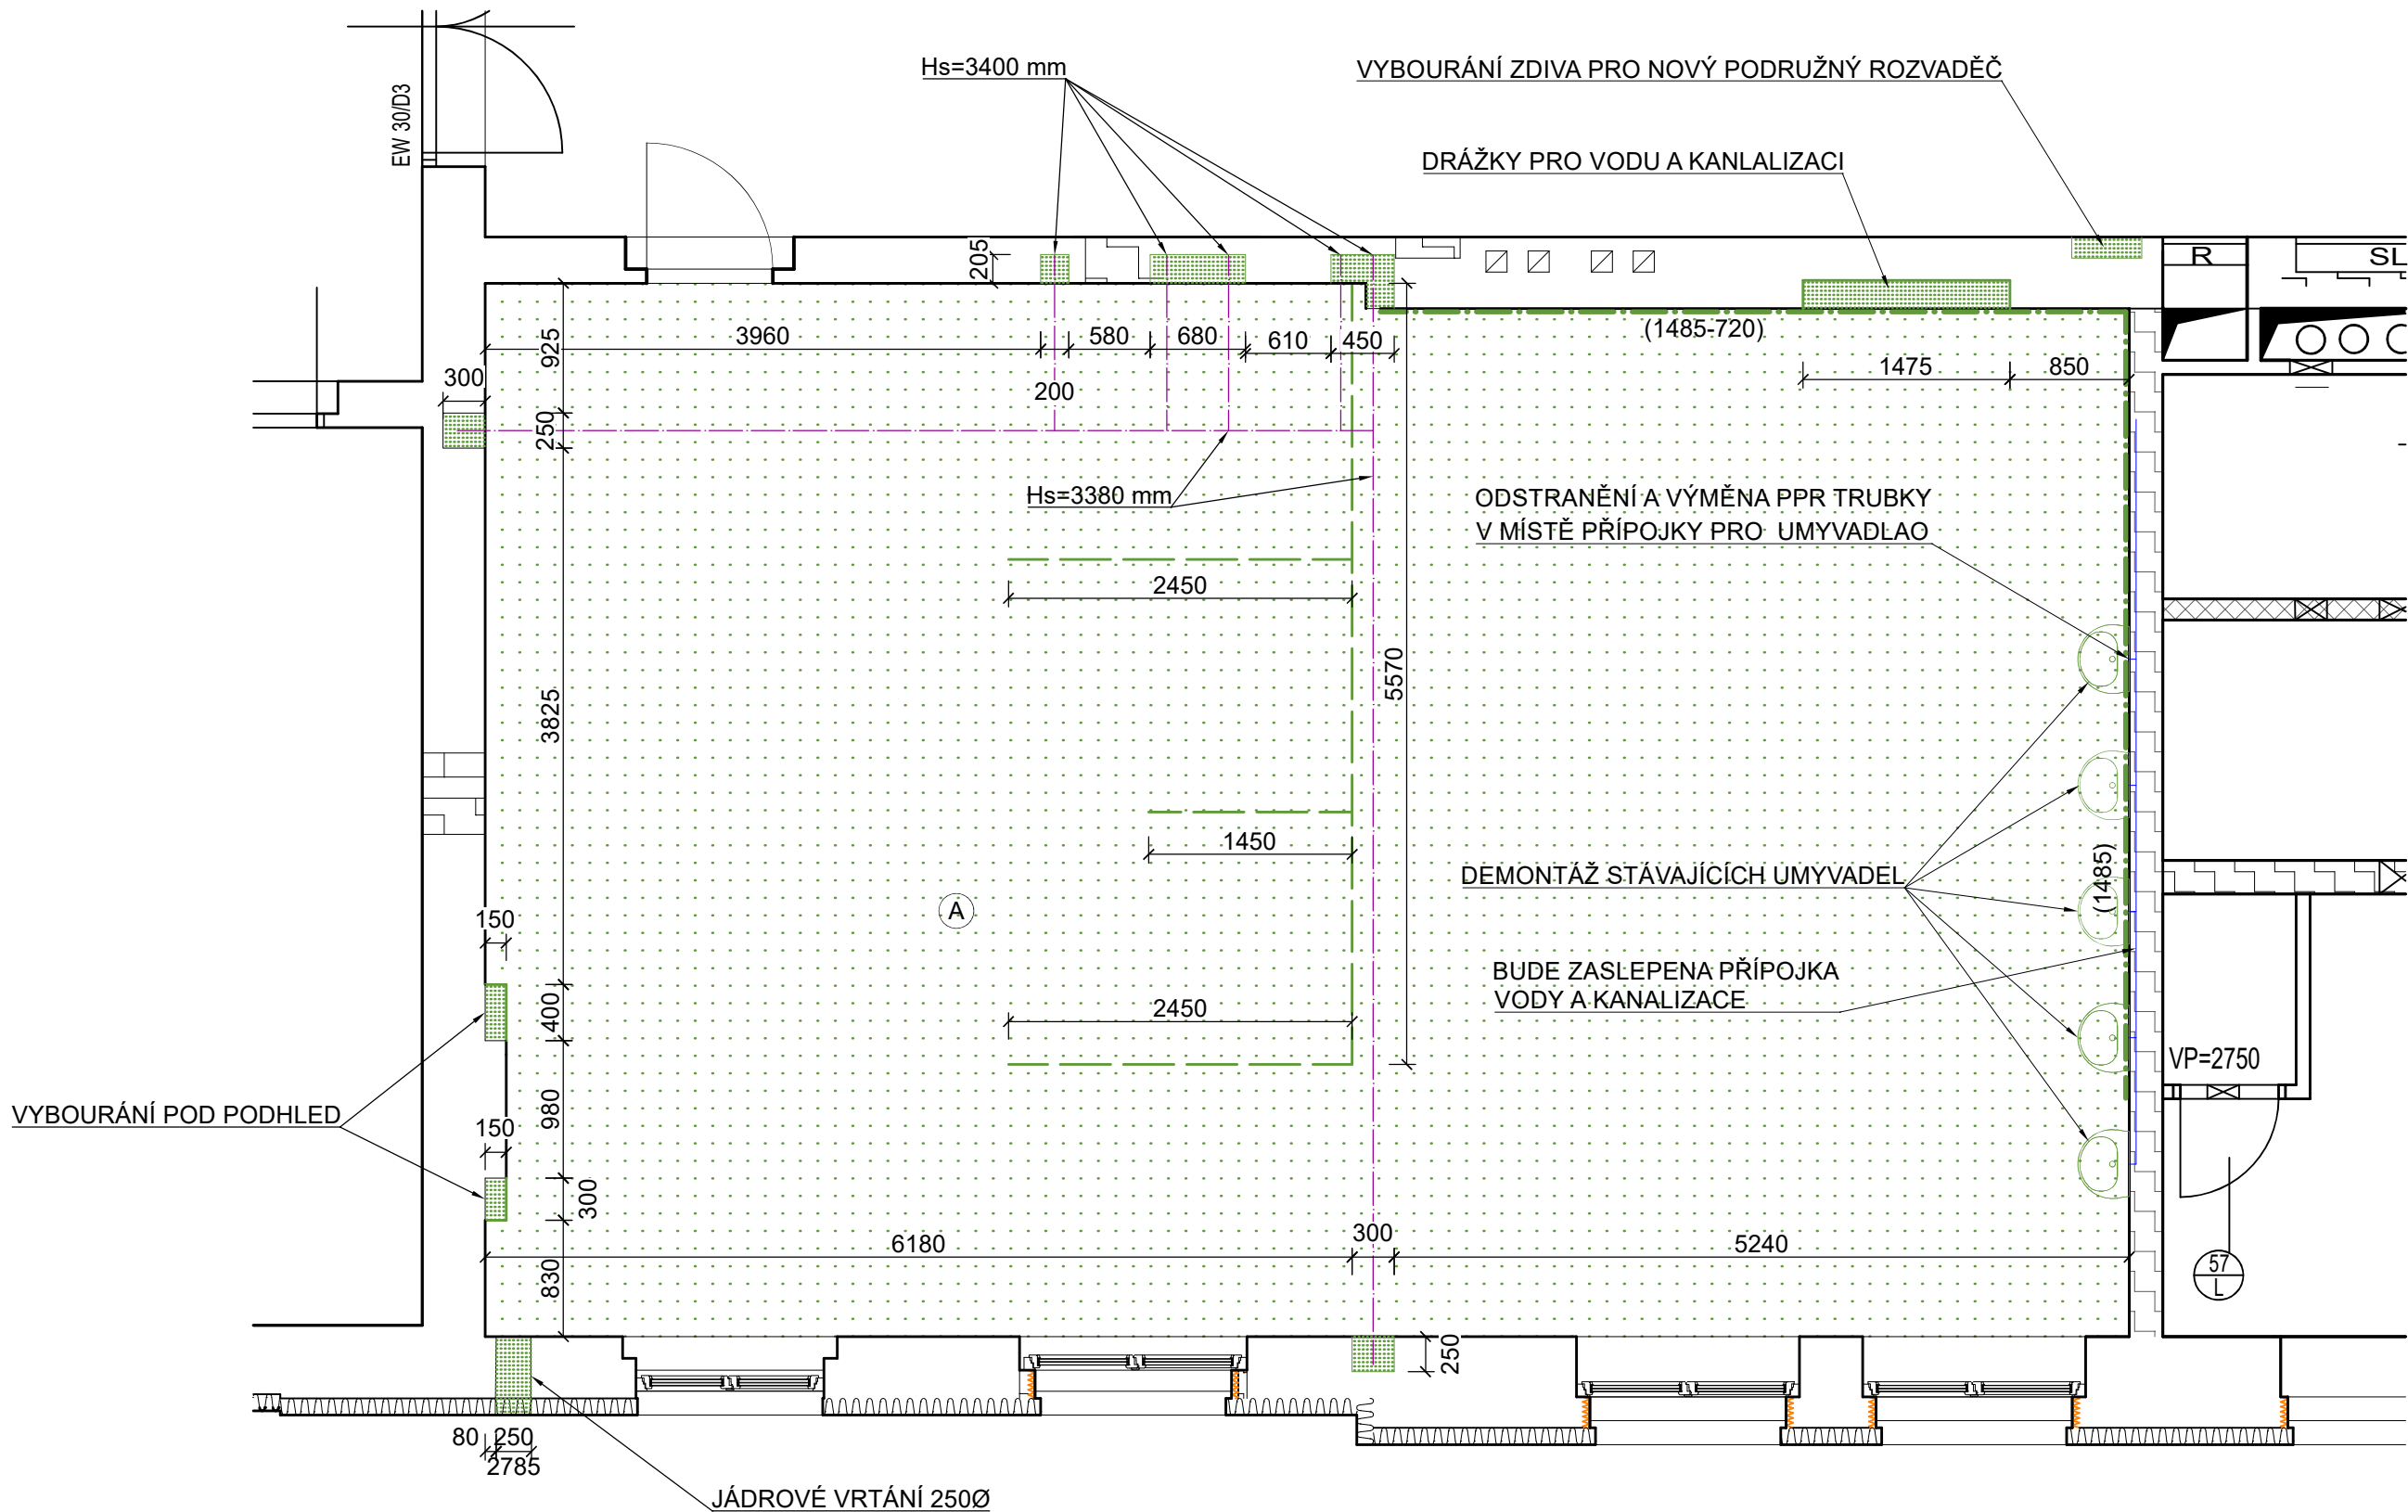 Hs=3400 mm
VYBOURÁNÍ ZDIVA PRO NOVÝ PODRUŽNÝ ROZVADĚČ
EW 30/D3
DRÁŽKY PRO VODU A KANLALIZACI
205
R
SL
3960
580
680
610
450
(1485-720)
925
300
200
1475
850
250
Hs=3380 mm
ODSTRANĚNÍ A VÝMĚNA PPR TRUBKY
V MÍSTĚ PŘÍPOJKY PRO UMYVADLAO
2450
5570
3825
1450
DEMONTÁŽ STÁVAJÍCÍCH UMYVADEL
(1485)
A
150
BUDE ZASLEPENA PŘÍPOJKA
VODY A KANALIZACE
400
2450
VP=2750
980
VYBOURÁNÍ POD PODHLED
150
300
6180
300
5240
830
57
L
250
80
250
2785
JÁDROVÉ VRTÁNÍ 250Ø